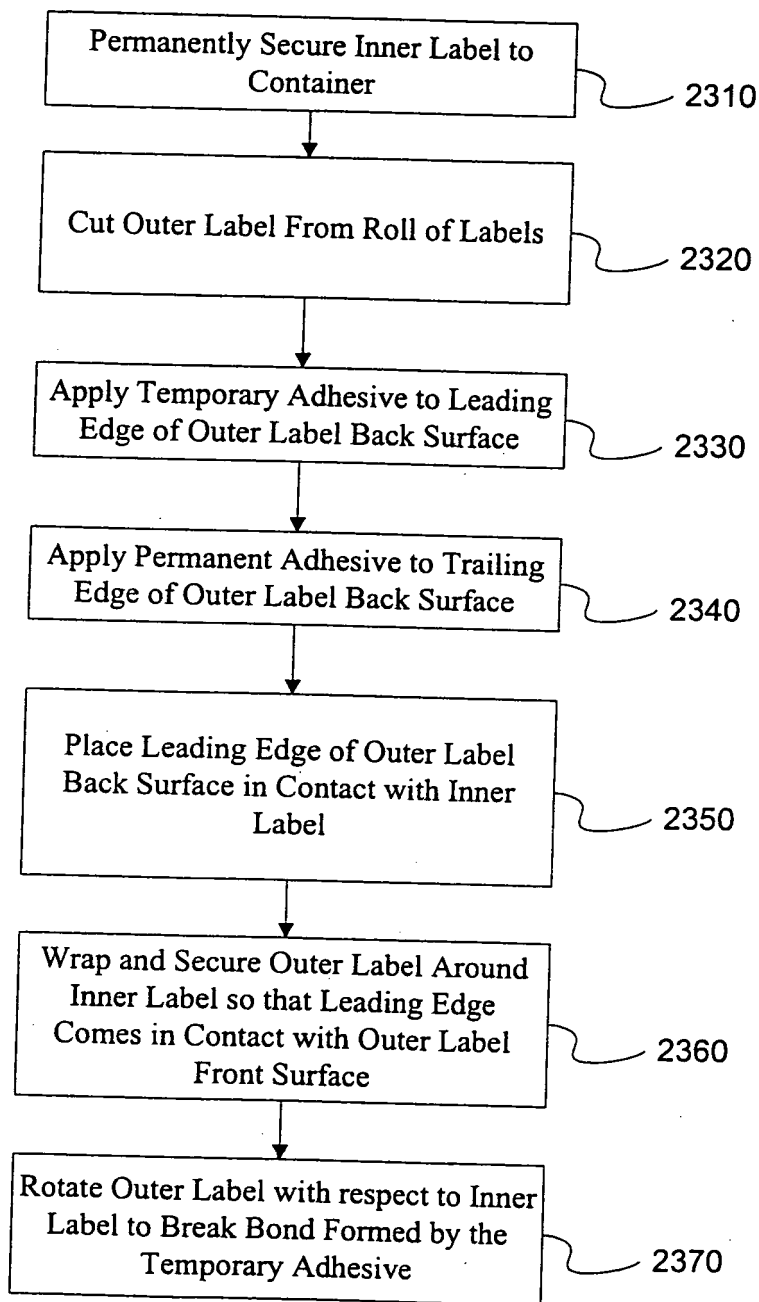 Permanently Secure Inner Label to
Container
2310
Cut Outer Label From Roll of Labels
2320
Apply Temporary Adhesive to Leading
Edge of Outer Label Back Surface
2330
Apply Permanent Adhesive to Trailing
Edge of Outer Label Back Surface
2340
Place Leading Edge of Outer Label
Back Surface in Contact with Inner
Label
2350
Wrap and Secure Outer Label Around
Inner Label so that Leading Edge
Comes in Contact with Outer Label
Front Surface
2360
Rotate Outer Label with respect to Inner
Label to Break Bond Formed by the
Temporary Adhesive
2370